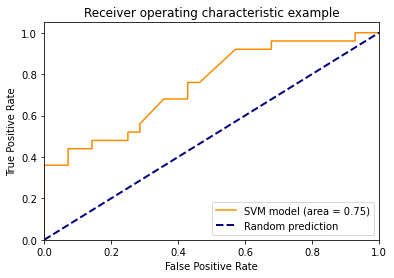 Receiver operating characteristic example
True Positive Rate
1.0
0.8
0.6
0.4
0.2
0.0
SVM model (area = 0.75)
Random prediction
0.0 0.2 0.4 0.6 0.8 1.0
False Positive Rate